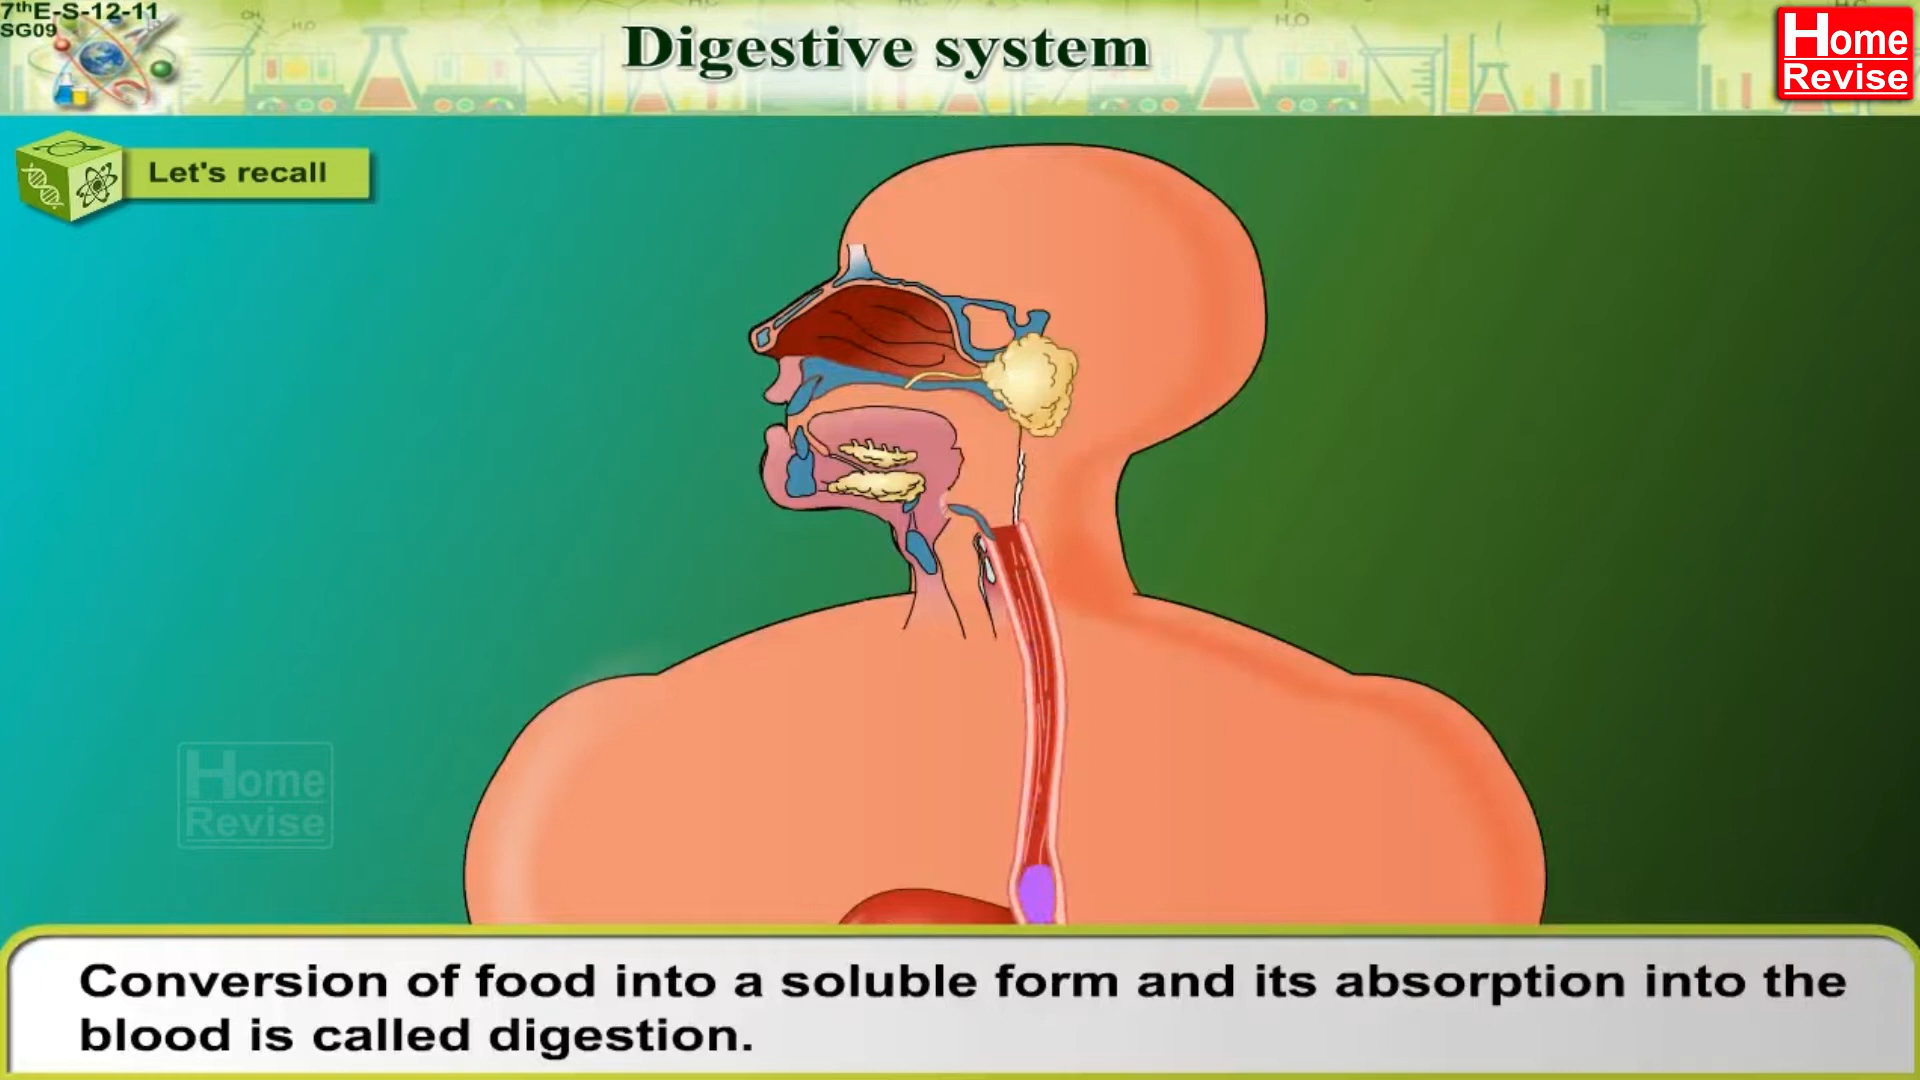 7thE-S-12-11
SG09
Digestive system
Home
Revise
Let's recall
Home
Revise
Conversion of food into a soluble form and its absorption into the
blood is called digestion.